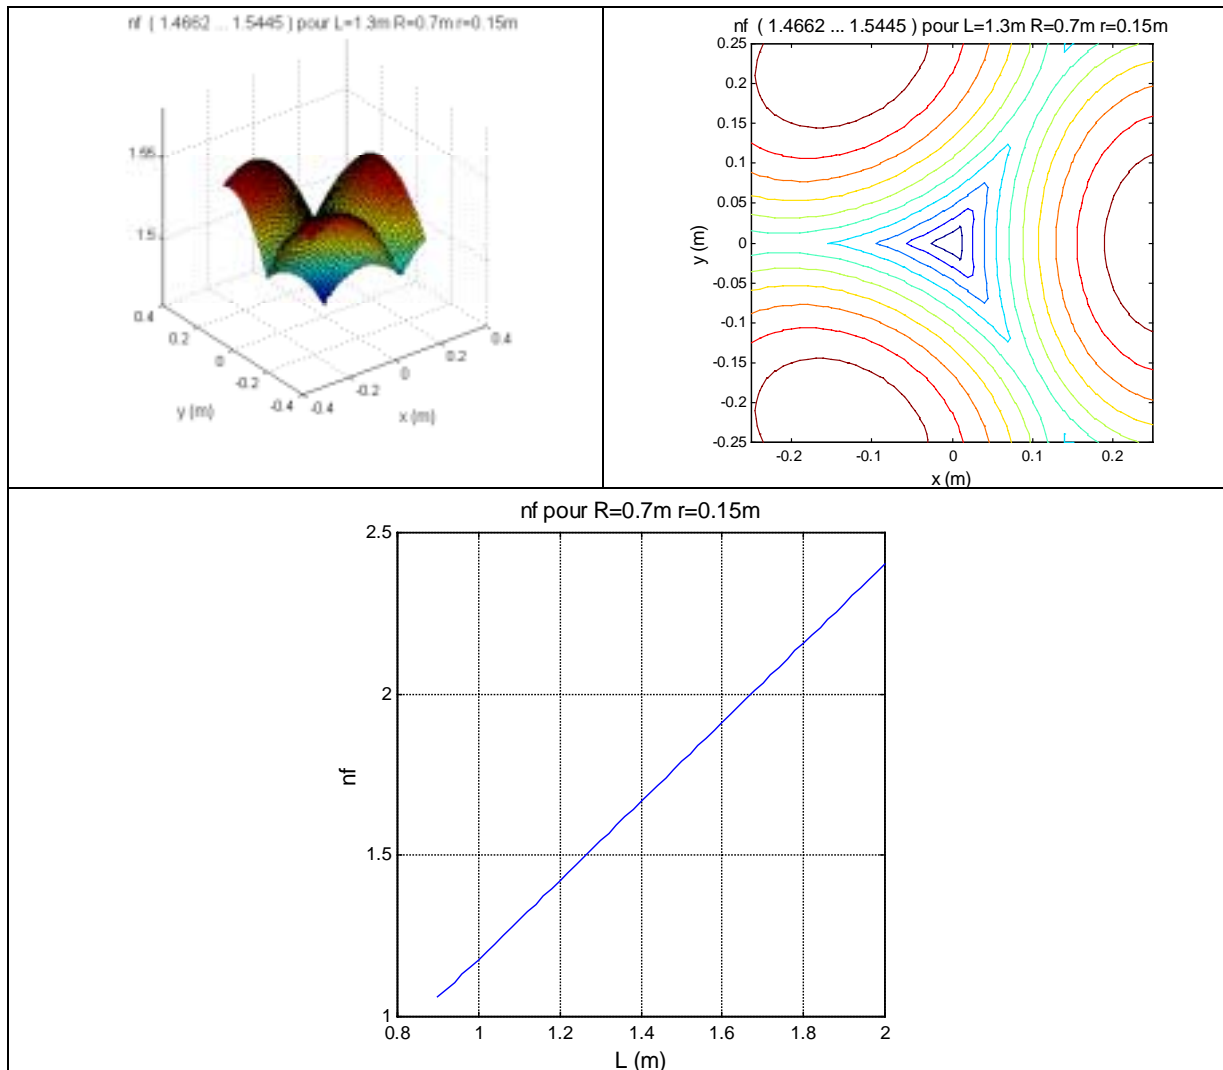 nf ( 1.4662 ... 1.5445 ) pour L=1.3m R=0.7m r=0.15m
1.55
1.5
0.4
0.2
0
-0.2
-0.4
y (m)
-0.4
-0.2
0
0.2
0.4
x (m)
nf ( 1.4662 ... 1.5445 ) pour L=1.3m R=0.7m r=0.15m
0.25
0.2
0.15
0.1
0.05
0
-0.05
-0.1
-0.15
-0.2
-0.25
y (m)
-0.2 -0.1 0 0.1 0.2
x (m)
nf pour R=0.7m r=0.15m
2.5
2
1.5
1
nf
0.8 1 1.2 1.4 1.6 1.8 2
L (m)